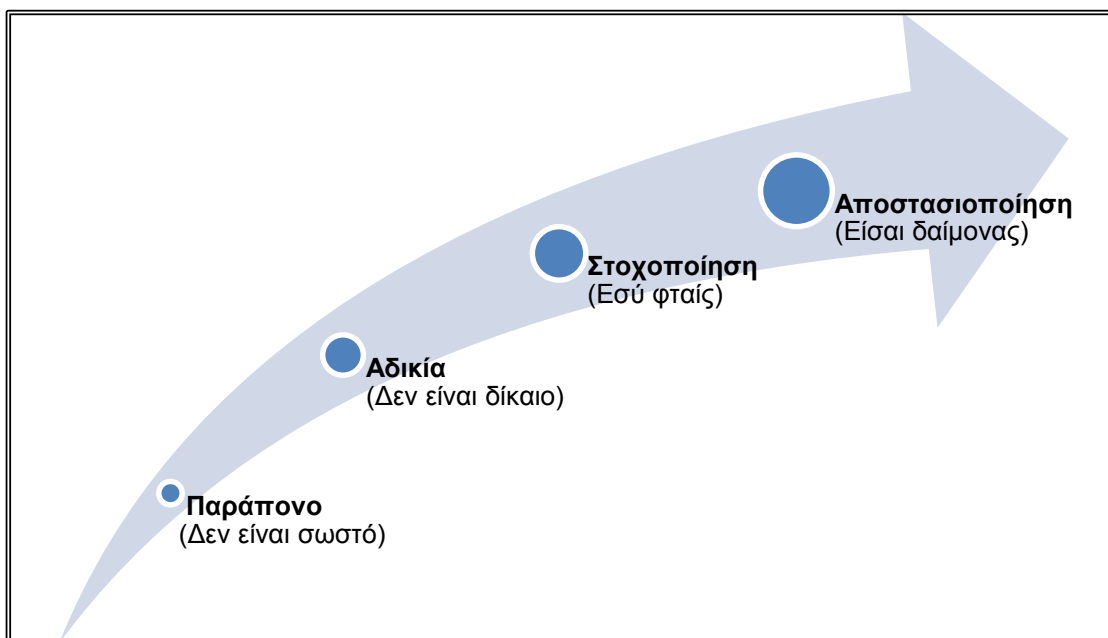 Αποστασιοποίηση
(Είσαι δαίμονας)
Στοχοποίηση
(Εσύ φταίς)
Αδικία
(Δεν είναι δίκαιο)
Παράπονο
(Δεν είναι σωστό)